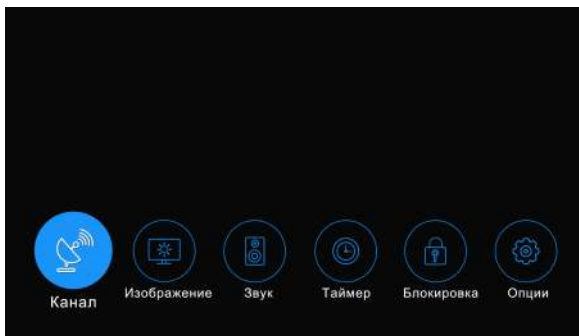 Канал
Изображение
Звук
Таймер
Блокировка
Опции